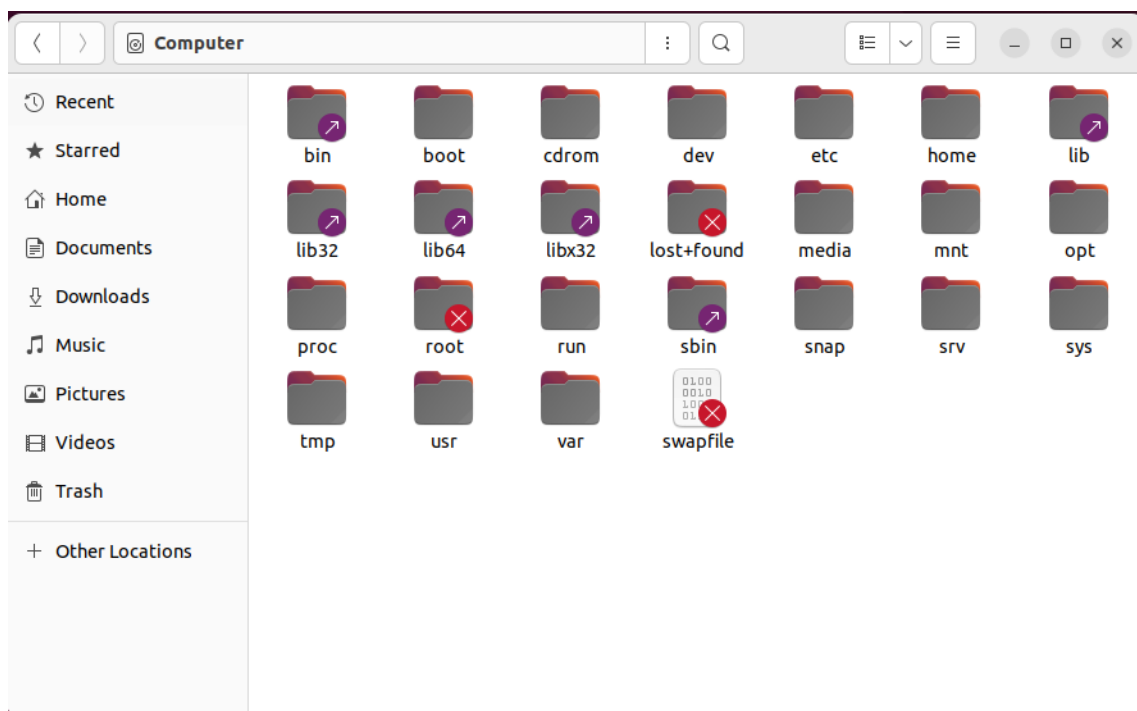 Computer
Recent
Starred
Home
Documents
Downloads
Music
Pictures
Videos
Trash
Other Locations
bin boot cdrom dev etc home lib
lib32 lib64 libx32 lost+found media mnt opt
proc root run sbin snap srv sys
tmp usr var swapfile